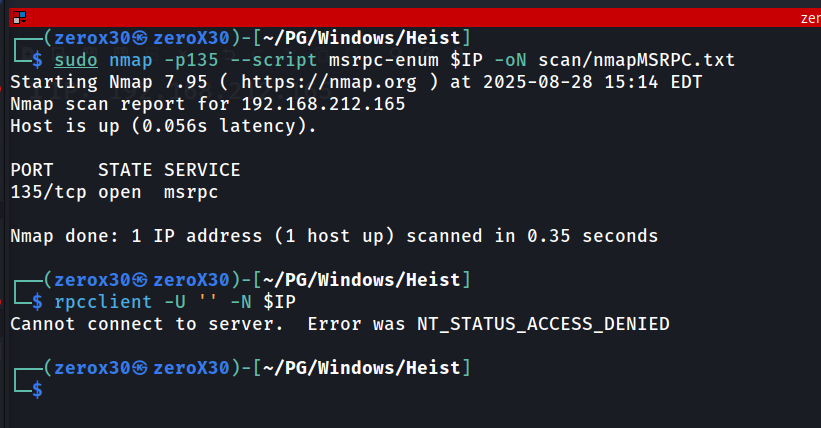 zer
┌──(zerox30㉿zeroX30)-[~/PG/Windows/Heist]
└─$ sudo nmap -p135 --script msrpc-enum $IP -oN scan/nmapMSRPC.txt
Starting Nmap 7.95 ( https://nmap.org ) at 2025-08-28 15:14 EDT
Nmap scan report for 192.168.212.165
Host is up (0.056s latency).
PORT    STATE SERVICE
135/tcp open  msrpc
Nmap done: 1 IP address (1 host up) scanned in 0.35 seconds
┌──(zerox30㉿zeroX30)-[~/PG/Windows/Heist]
└─$ rpcclient -U '' -N $IP
Cannot connect to server.  Error was NT_STATUS_ACCESS_DENIED
┌──(zerox30㉿zeroX30)-[~/PG/Windows/Heist]
└─$